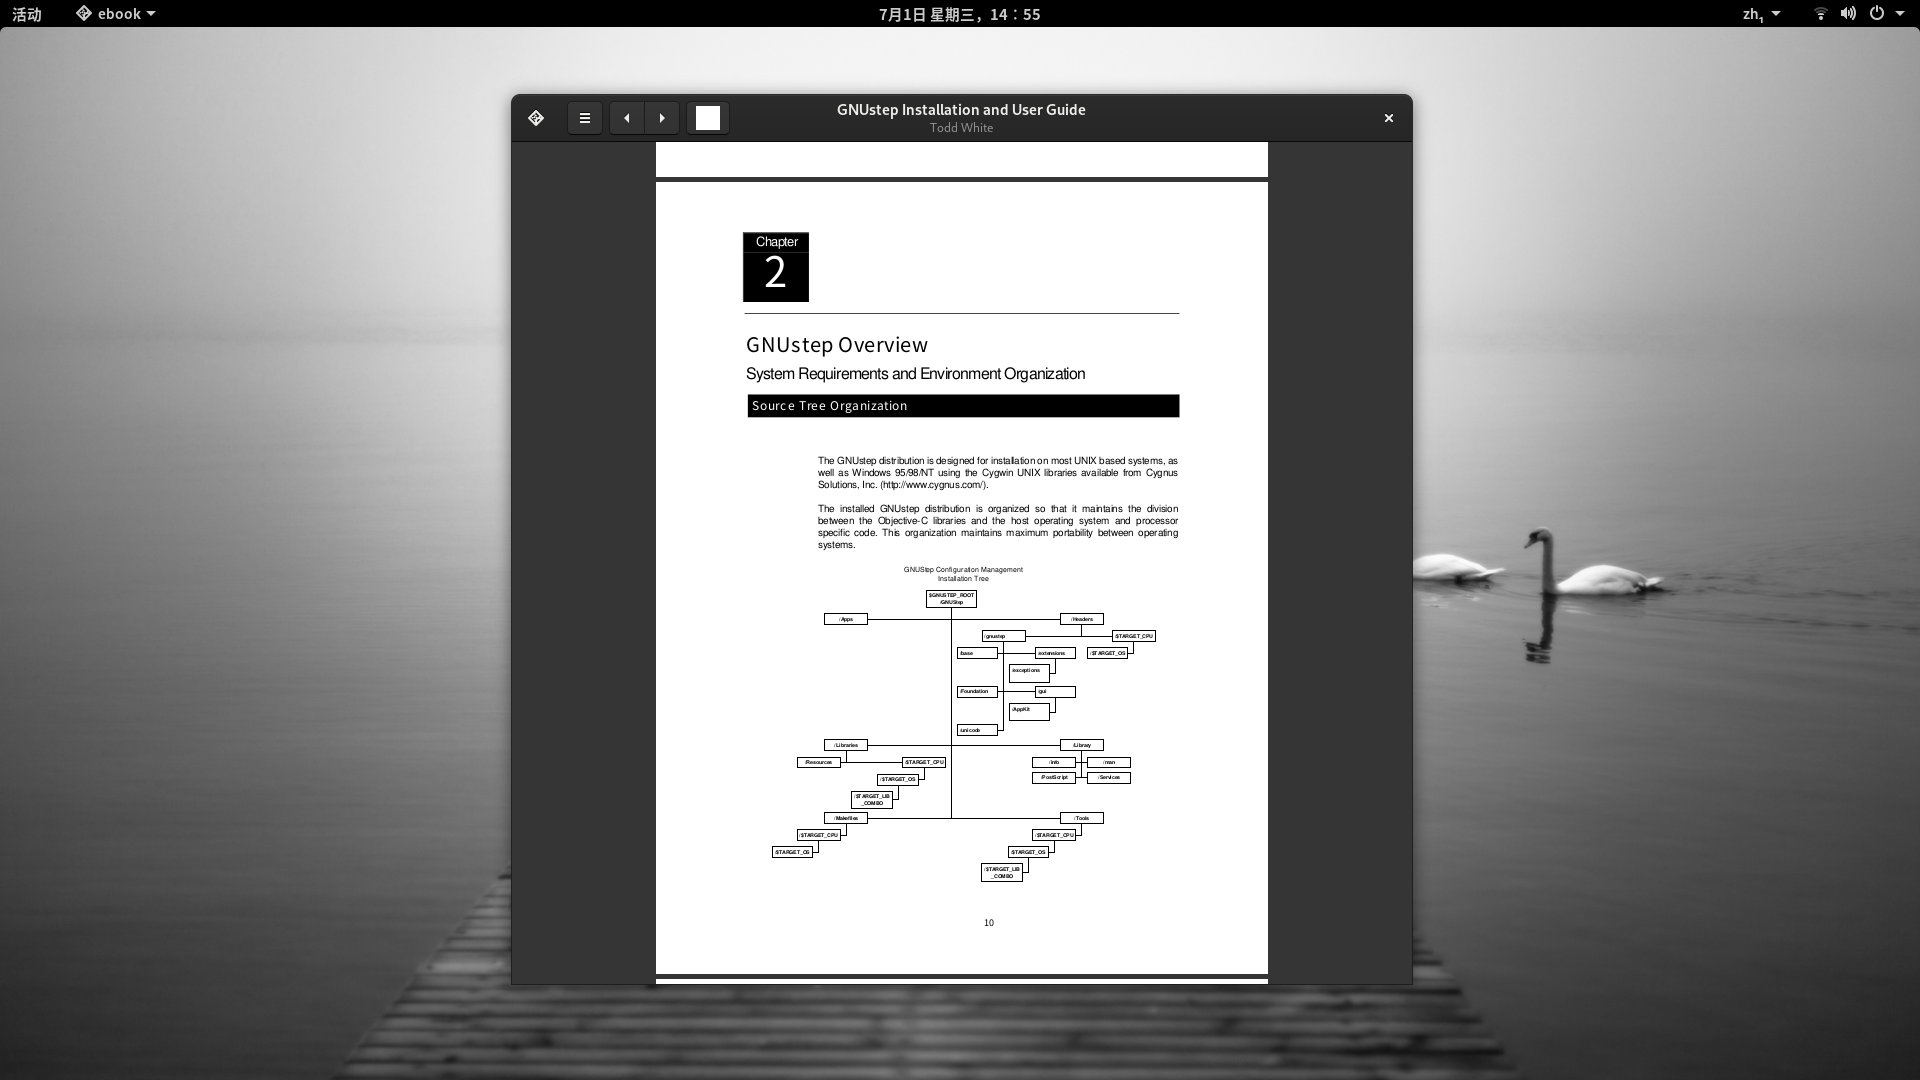 活动
ebook
7月1日 星期三，14：55
zh₁
GNUstep Installation and User Guide
Todd White
Chapter
2
GNUstep Overview
System Requirements and Environment Organization
Source Tree Organization
The GNUstep distribution is designed for installation on most UNIX based systems, as
well as Windows 95/98/NT using the Cygwin UNIX libraries available from Cygnus
Solutions, Inc. (http://www.cygnus.com/).
The installed GNUstep distribution is organized so that it maintains the division
between the Objective-C libraries and the host operating system and processor
specific code. This organization maintains maximum portability between operating
systems.
GNUStep Configuration Management
Installation Tree
$GNUSTEP_ROOT
/GNUStep
/Apps
/Headers
/gnustep
/$TARGET_CPU
/base
/extensions
/$TARGET_OS
/exceptions
/Foundation
/gui
/AppKit
/unicode
/Libraries
/Library
/Resources
/$TARGET_CPU
/info
/man
/$TARGET_OS
/PostScript
/Services
/$TARGET_LIB
_COMBO
/Makefiles
/Tools
/$TARGET_CPU
/$TARGET_CPU
/$TARGET_OS
/$TARGET_OS
/$TARGET_LIB
_COMBO
10